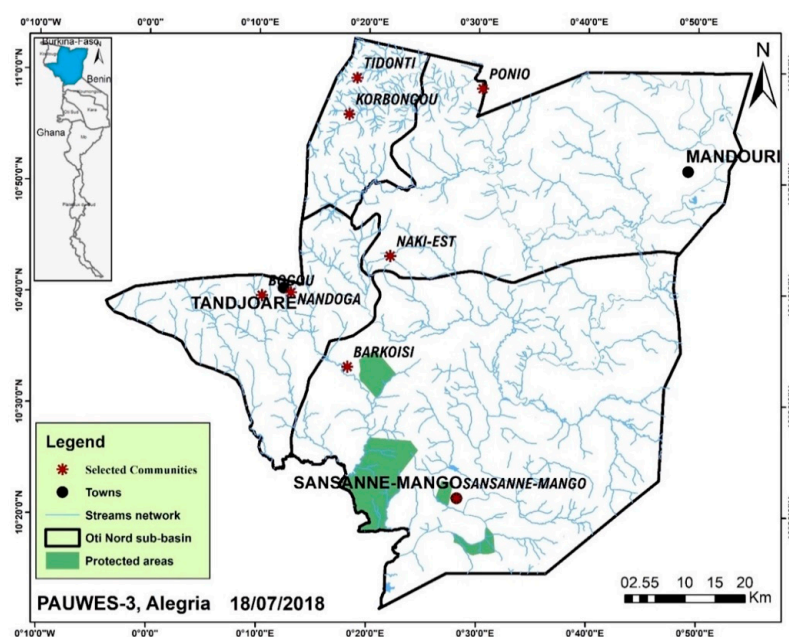 0°10'0"W 0°0'0" 0°10'0"E 0°20'0"E 0°30'0"E 0°40'0"E 0°50'0"E
Burkina-Faso
Benin
Ghana
N
11°0'0"N
10°50'0"N
10°40'0"N
10°30'0"N
10°20'0"N
TIDONTI
PONIO
KORBONGOU
MANDOURI
NAKI-EST
BOGOU
TANDJOARE
NANDOGA
BARKOISI
SANSANNE-MANGO
SANSANNE-MANGO
Legend
Selected Communities
Towns
Streams network
Oti Nord sub-basin
Protected areas
PAUWES-3, Alegria 18/07/2018
02.55 10 15 20
Km
0°10'0"W 0°0'0" 0°10'0"E 0°20'0"E 0°30'0"E 0°40'0"E 0°50'0"E